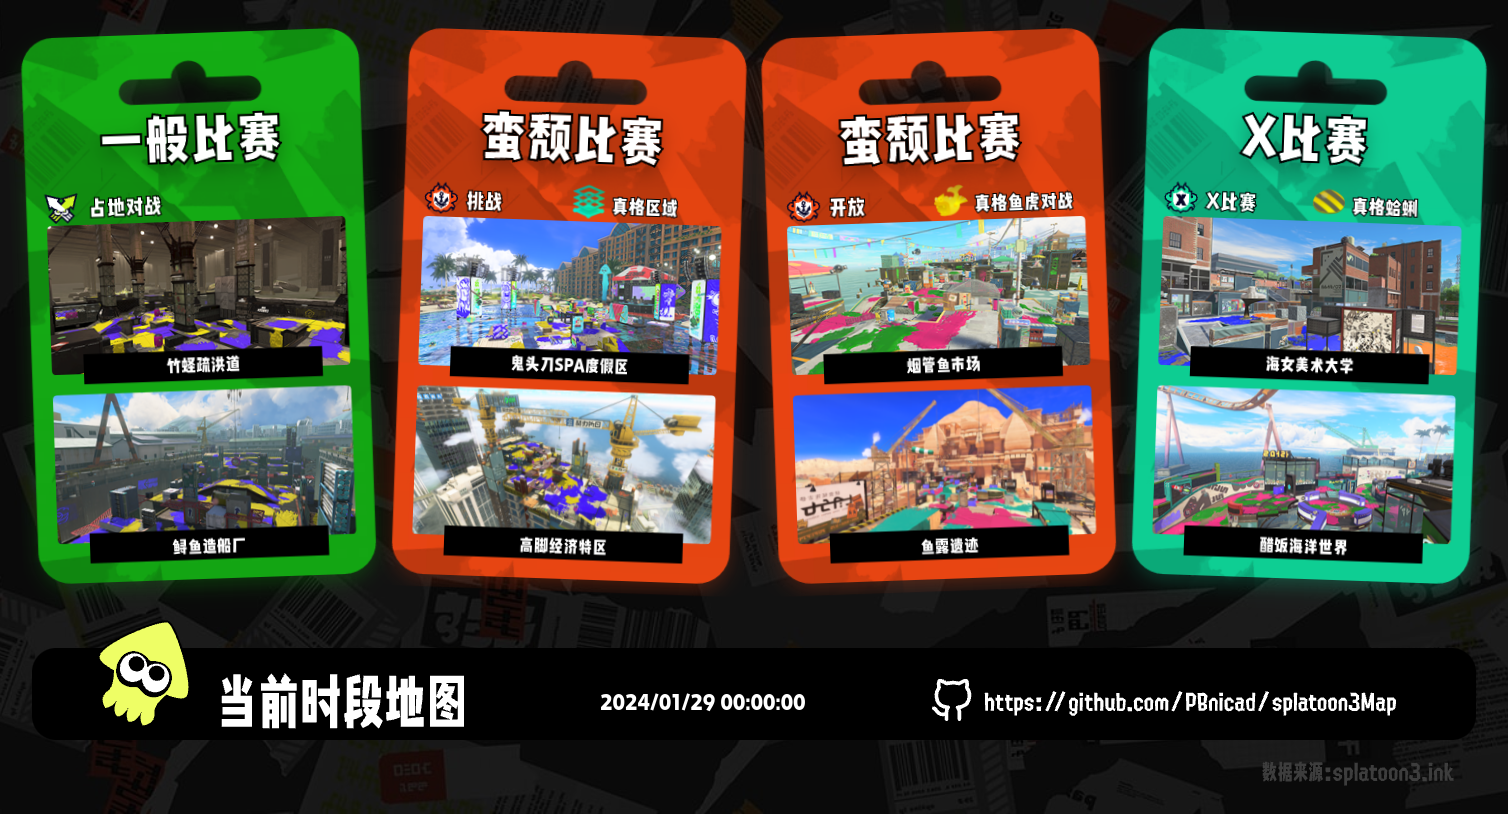 一般比赛
占地对战
竹蛏疏洪道
鲟鱼造船厂
蛮颓比赛
挑战
真格区域
鬼头刀SPA度假区
高脚经济特区
蛮颓比赛
开放
真格鱼虎对战
烟管鱼市场
鱼露遗迹
X比赛
X比赛
真格蛤蜊
海女美术大学
醋饭海洋世界
当前时段地图
2024/01/29 00:00:00
https://github.com/PBnicad/splatoon3Map
数据来源:splatoon3.ink